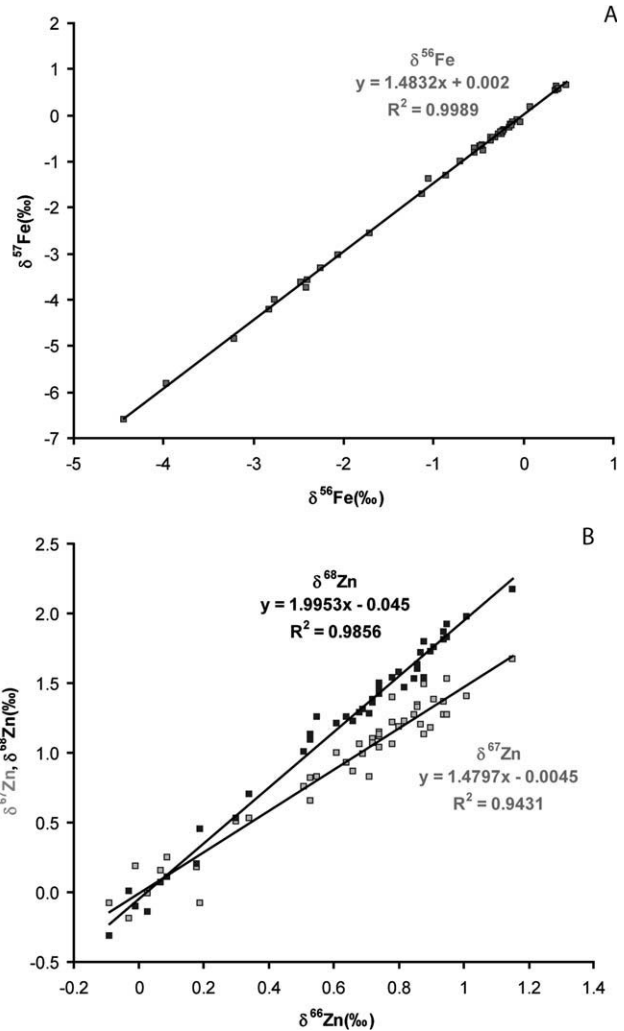 A
2
1
0
-1
-2
-3
-4
-5
-6
-7
δ⁵⁷Fe(‰)
δ⁵⁶Fe
y = 1.4832x + 0.002
R² = 0.9989
-5 -4 -3 -2 -1 0 1
δ⁵⁶Fe(‰)
B
2.5
2.0
1.5
1.0
0.5
0.0
-0.5
δ⁶⁷Zn, δ⁶⁸Zn(‰)
δ⁶⁸Zn
y = 1.9953x - 0.045
R² = 0.9856
δ⁶⁷Zn
y = 1.4797x - 0.0045
R² = 0.9431
-0.2 0 0.2 0.4 0.6 0.8 1 1.2 1.4
δ⁶⁶Zn(‰)